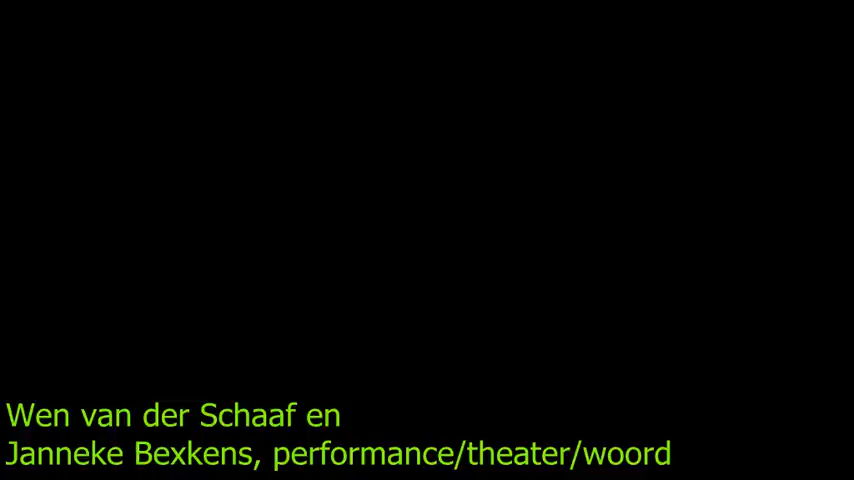 Wen van der Schaaf en
Janneke Bexkens, performance/theater/woord